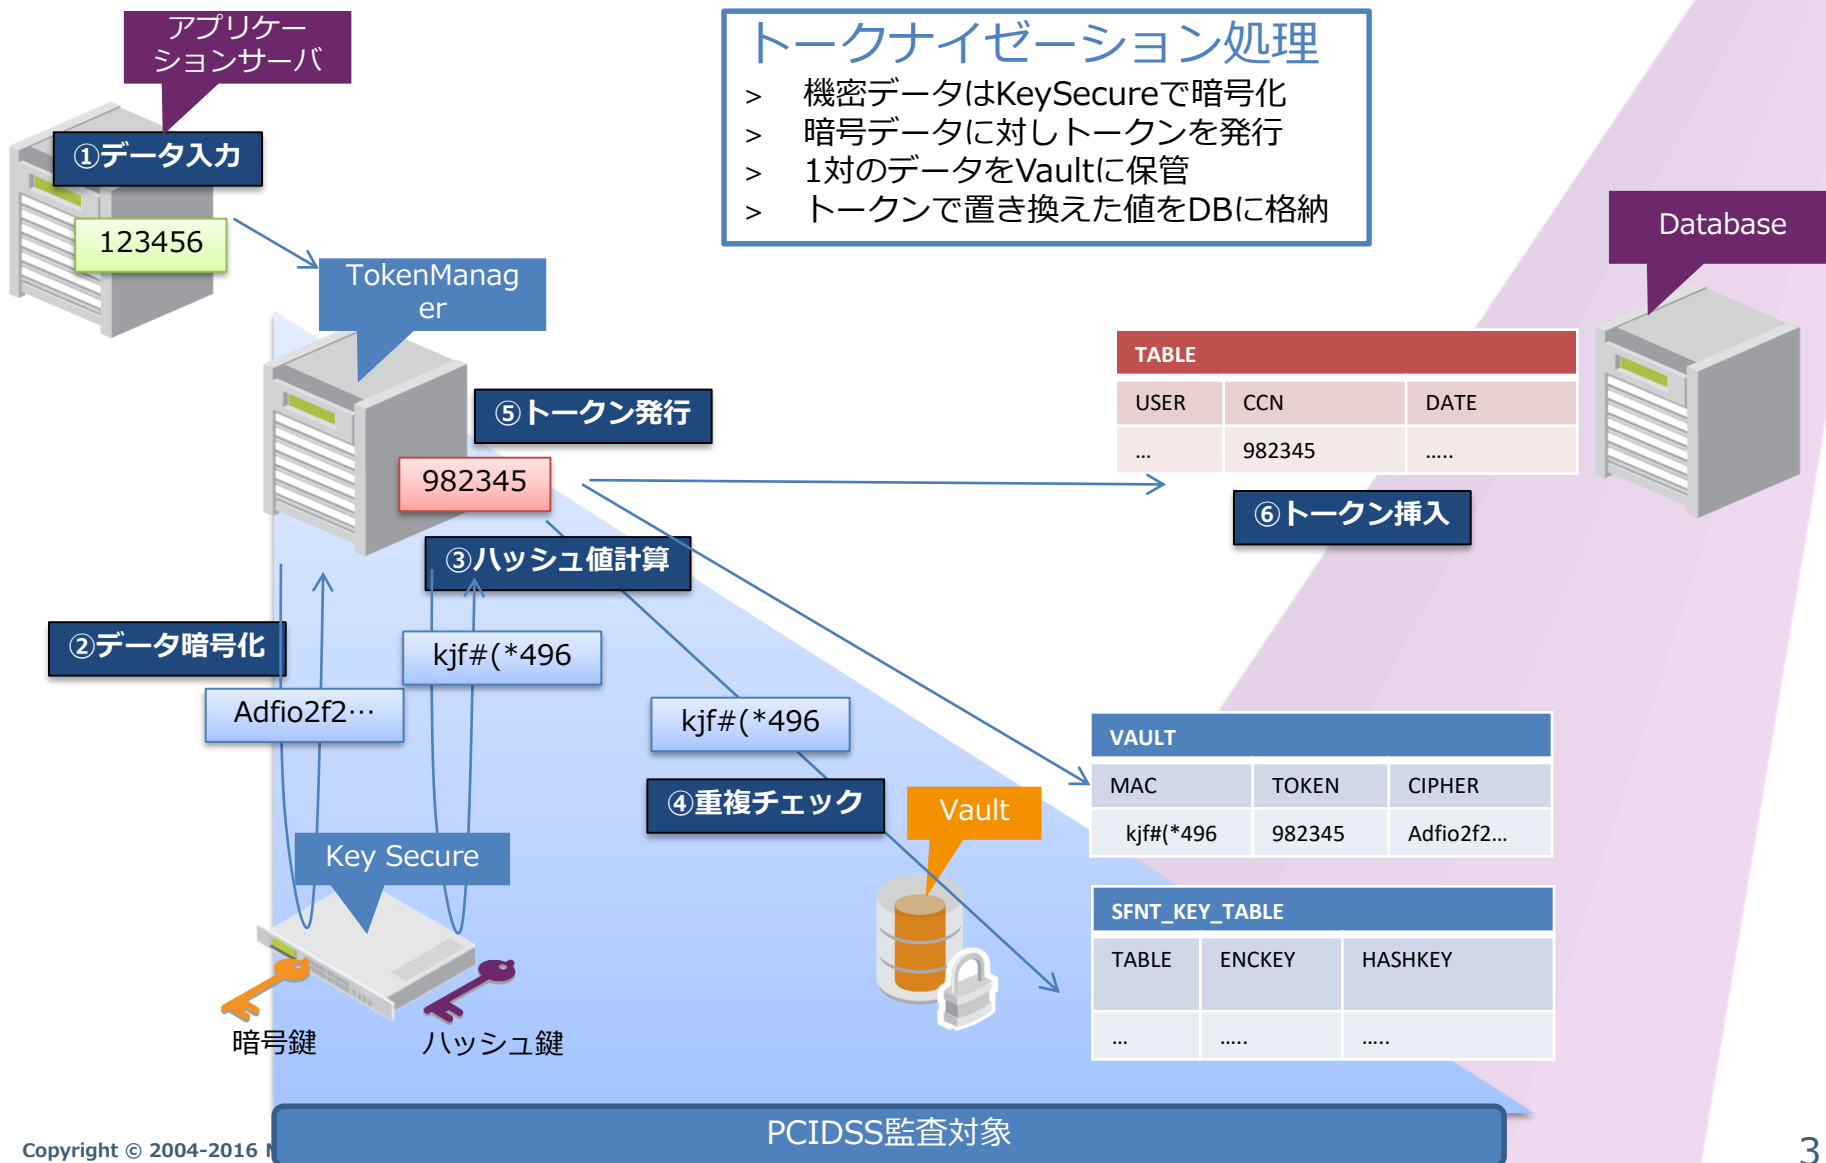 アプリケー
ションサーバ
トークナイゼーション処理
> 機密データはKeySecureで暗号化
> 暗号データに対しトークンを発行
> 1対のデータをVaultに保管
> トークンで置き換えた値をDBに格納
①データ入力
123456
Database
TokenManag
er
TABLE
USER CCN DATE
… 982345 …..
⑤トークン発行
982345
⑥トークン挿入
③ハッシュ値計算
②データ暗号化
kjf#(*496
Adfio2f2…
kjf#(*496
④重複チェック
Vault
VAULT
MAC TOKEN CIPHER
kjf#(*496 982345 Adfio2f2…
Key Secure
SFNT_KEY_TABLE
TABLE ENCKEY HASHKEY
… ….. …..
暗号鍵
ハッシュ鍵
PCIDSS監査対象
Copyright © 2004-2016
3